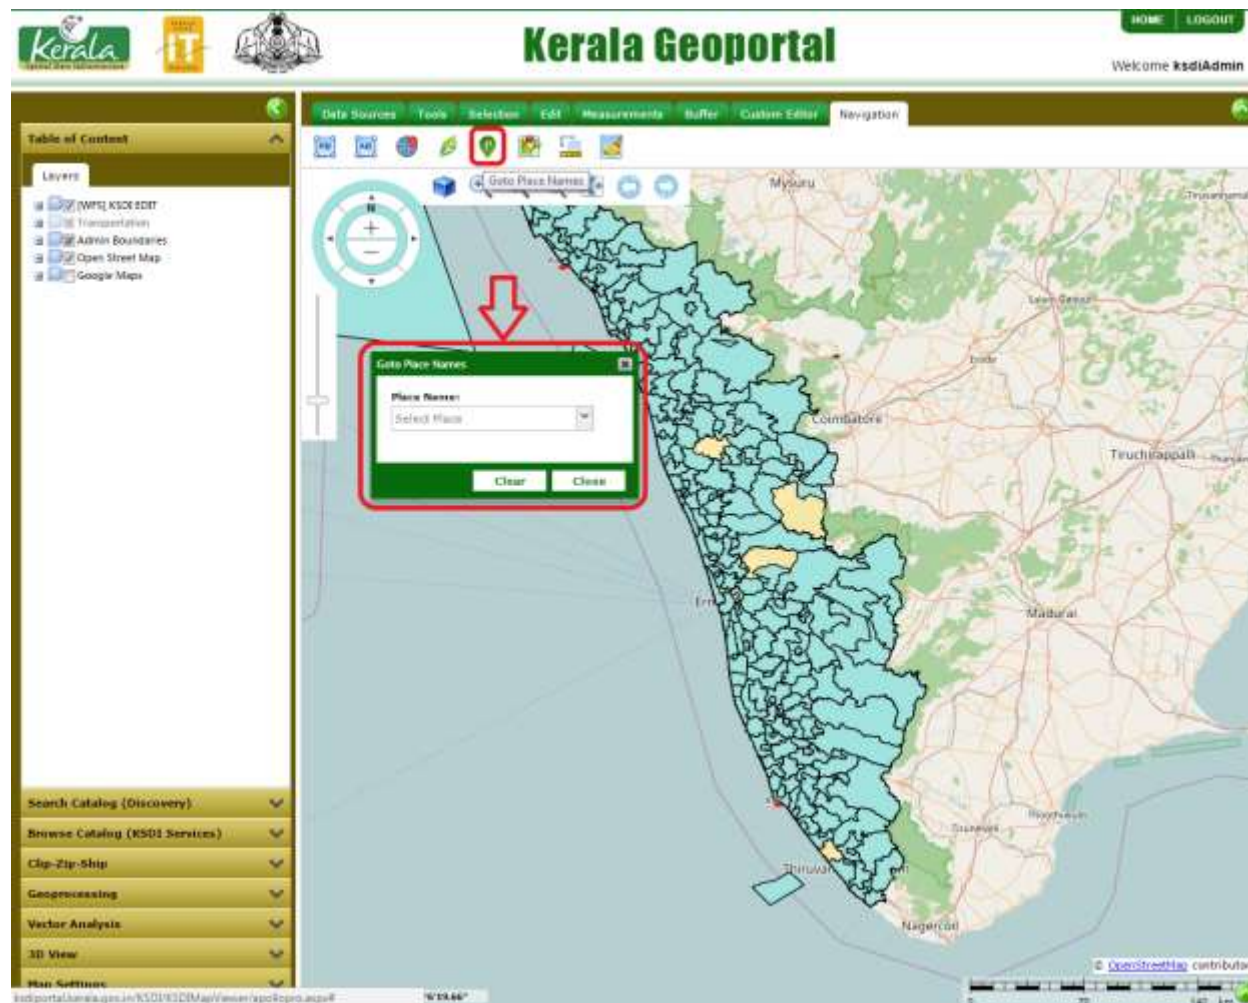 Kerala
iT
Kerala Geoportal
HOME LOGOUT
Welcome ksdiAdmin
Table of Content
Layers
[WFS] KSDI EDIT
Transportation
Admin Boundaries
Open Street Map
Google Maps
Data Sources Tools Selection Edit Measurements Buffer Custom Editor Navigation
Goto Place Names
N
Mysuru
Goto Place Names
Place Name:
Select Place
Clear Close
Erode
Coimbatore
Tiruchirappalli
Madurai
Nagercoil
Search Catalog (Discovery)
Browse Catalog (KSDI Services)
Clip-Zip-Ship
Geoprocessing
Vector Analysis
3D View
Map Settings
© OpenStreetMap contributo